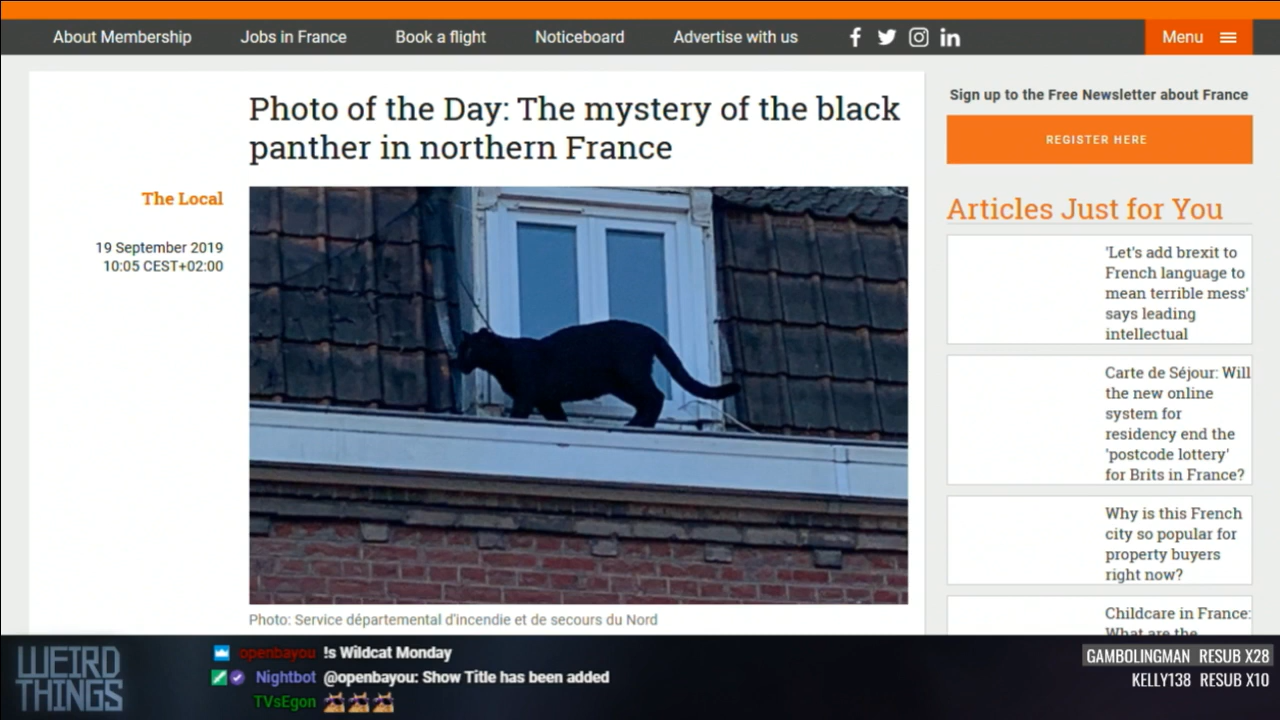 About Membership
Jobs in France
Book a flight
Noticeboard
Advertise with us
Menu
Photo of the Day: The mystery of the black
panther in northern France
The Local
19 September 2019
10:05 CEST+02:00
Photo: Service départemental d'incendie et de secours du Nord
Sign up to the Free Newsletter about France
REGISTER HERE
Articles Just for You
'Let's add brexit to
French language to
mean terrible mess'
says leading
intellectual
Carte de Séjour: Will
the new online
system for
residency end the
'postcode lottery'
for Brits in France?
Why is this French
city so popular for
property buyers
right now?
Childcare in France:
What are the
WEIRD
THINGS
openbayou !s Wildcat Monday
Nightbot @openbayou: Show Title has been added
TVsEgon
GAMBOLINGMAN RESUB X28
KELLY138 RESUB X10